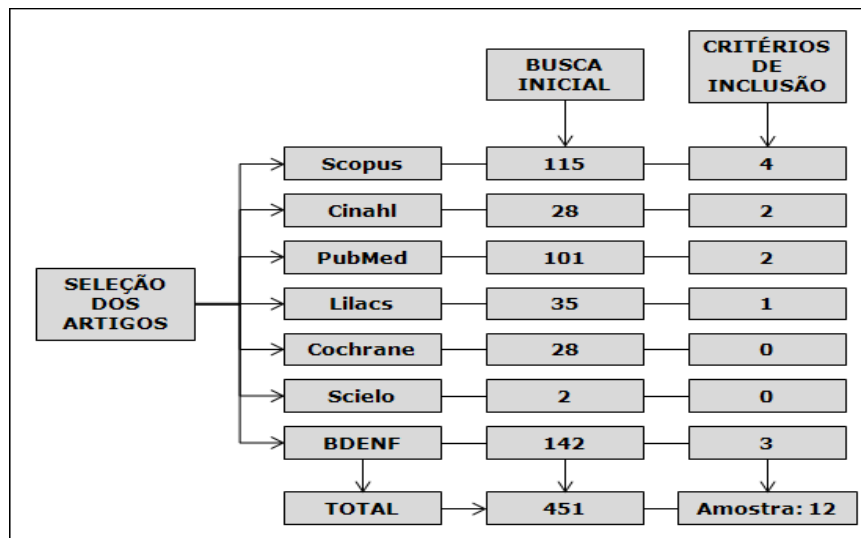 BUSCA
INICIAL
CRITÉRIOS
DE
INCLUSÃO
Scopus 115 4
Cinahl 28 2
PubMed 101 2
SELEÇÃO
DOS
ARTIGOS
Lilacs 35 1
Cochrane 28 0
Scielo 2 0
BDENF 142 3
TOTAL 451 Amostra: 12